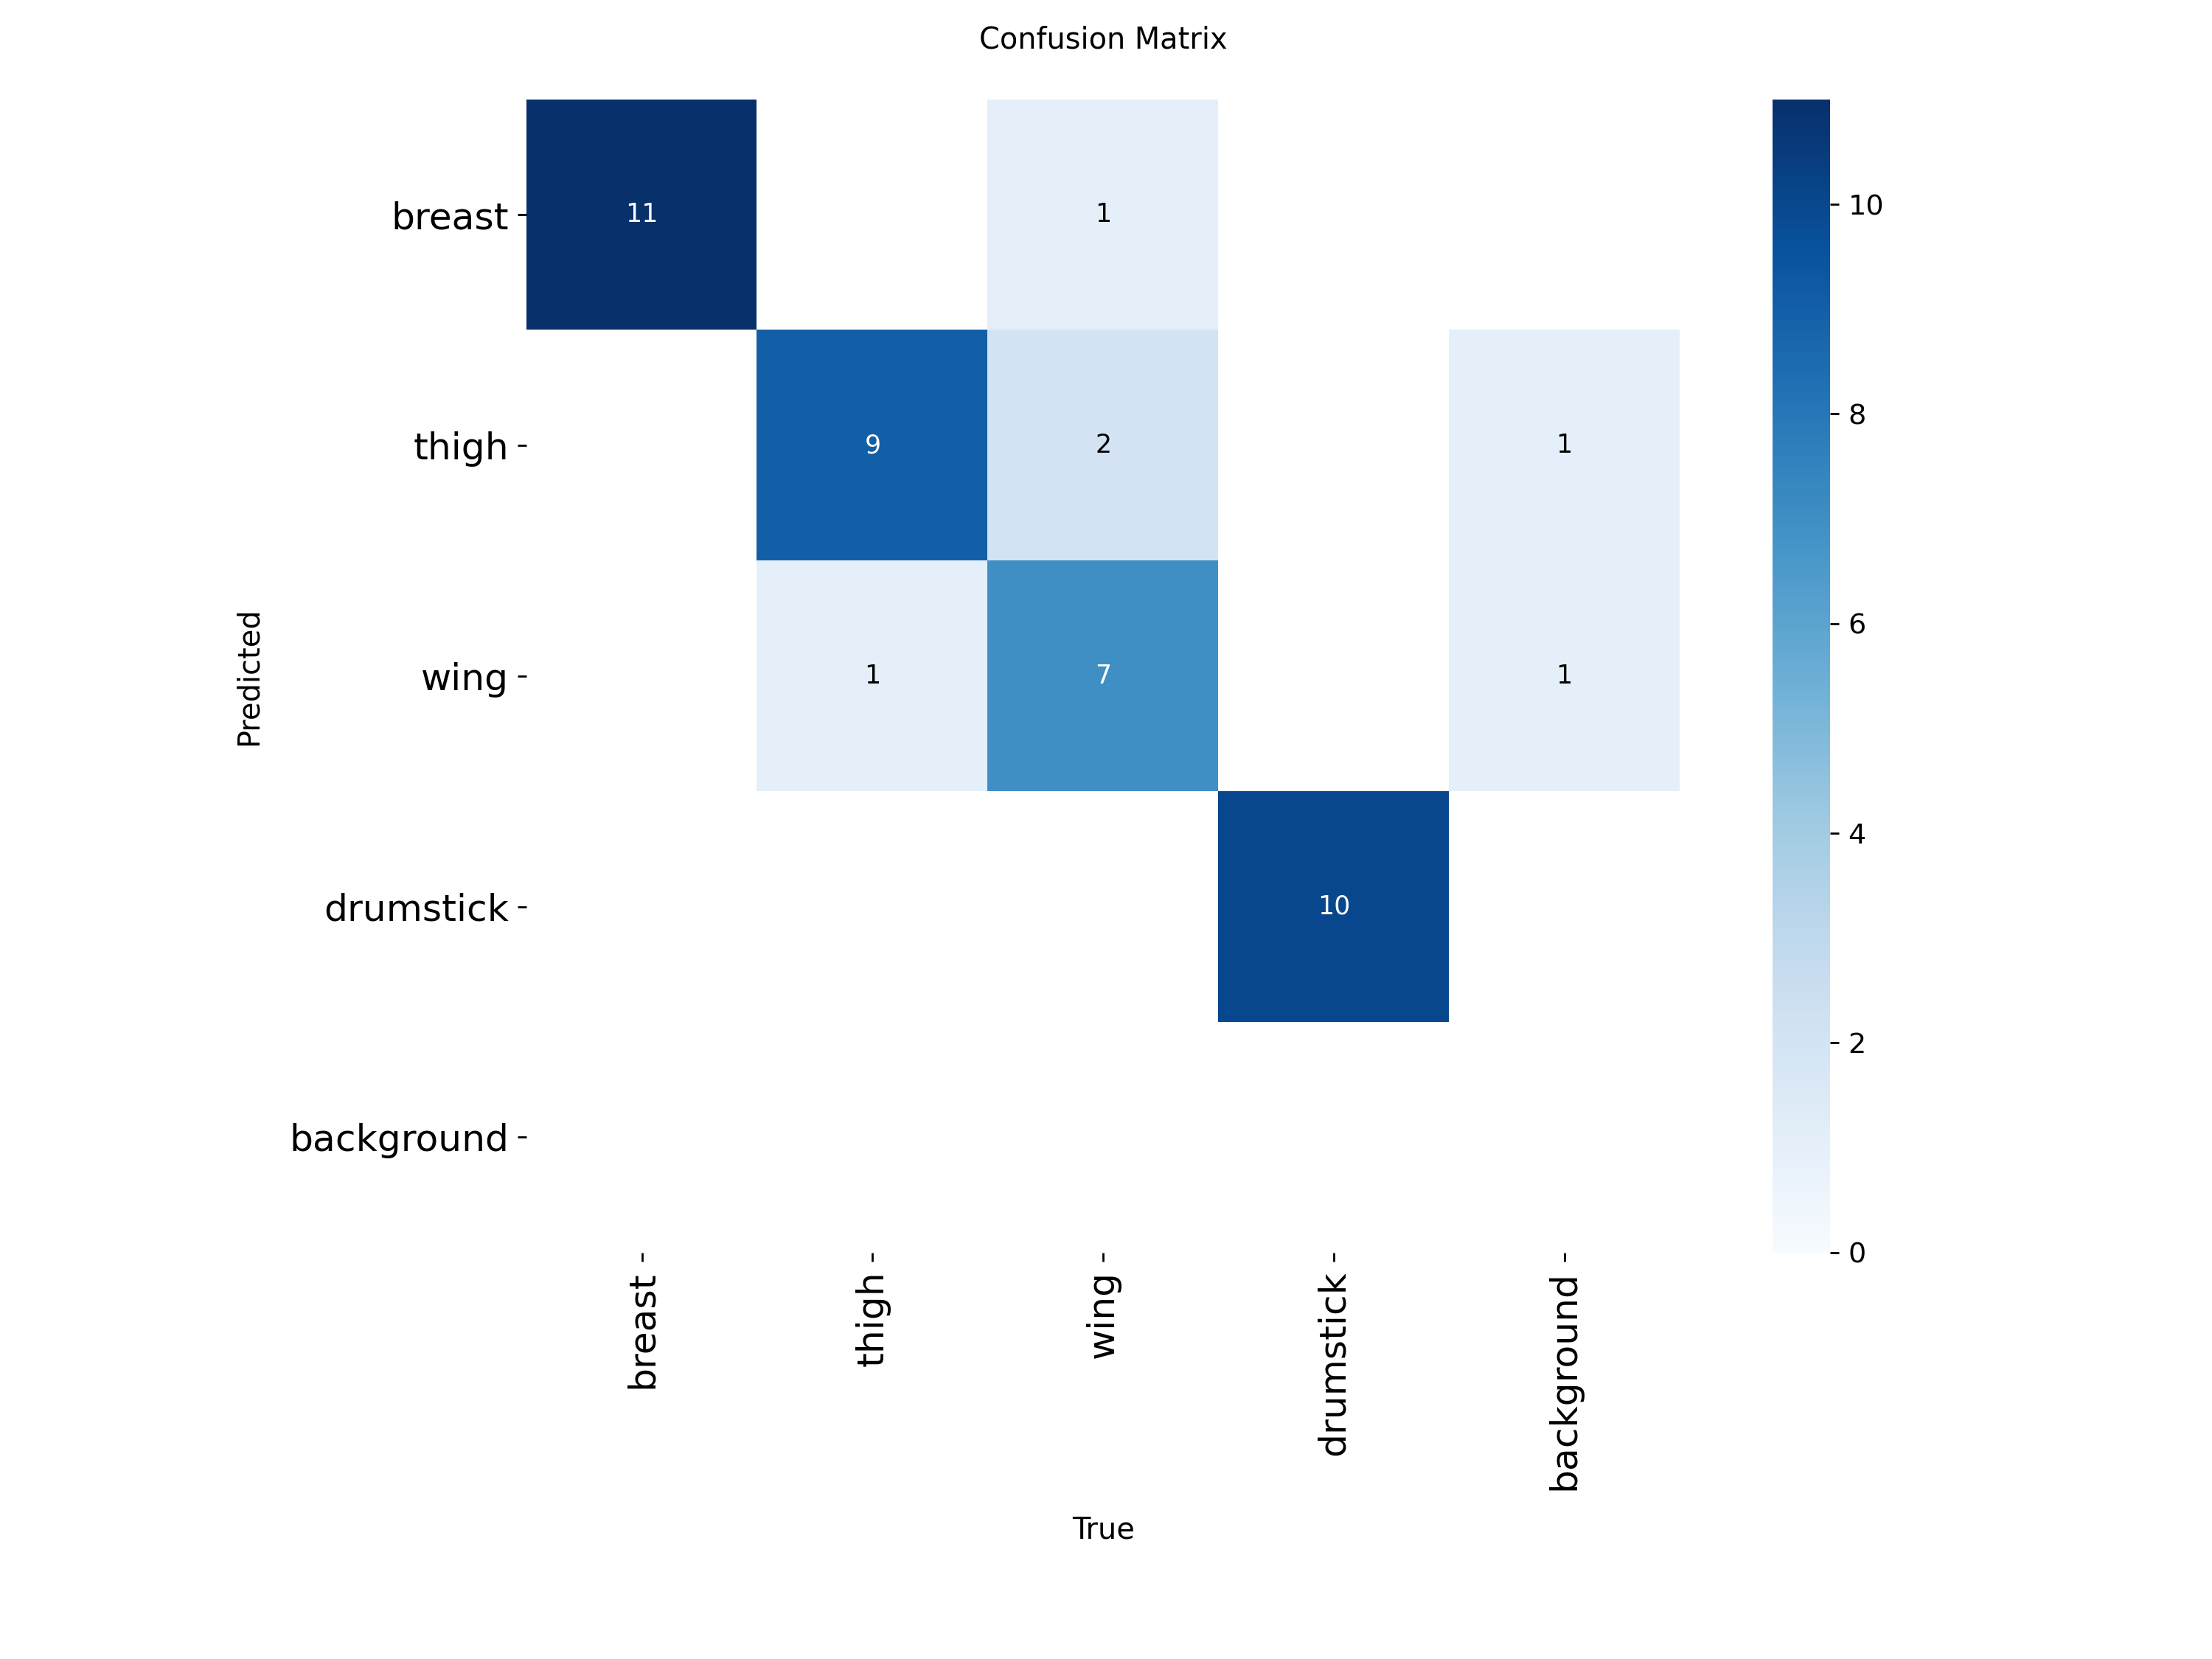 Confusion Matrix
breast
11
1
10
thigh
9
2
1
8
6
Predicted
wing
1
7
1
4
drumstick
10
2
background
0
breast
thigh
wing
drumstick
background
True